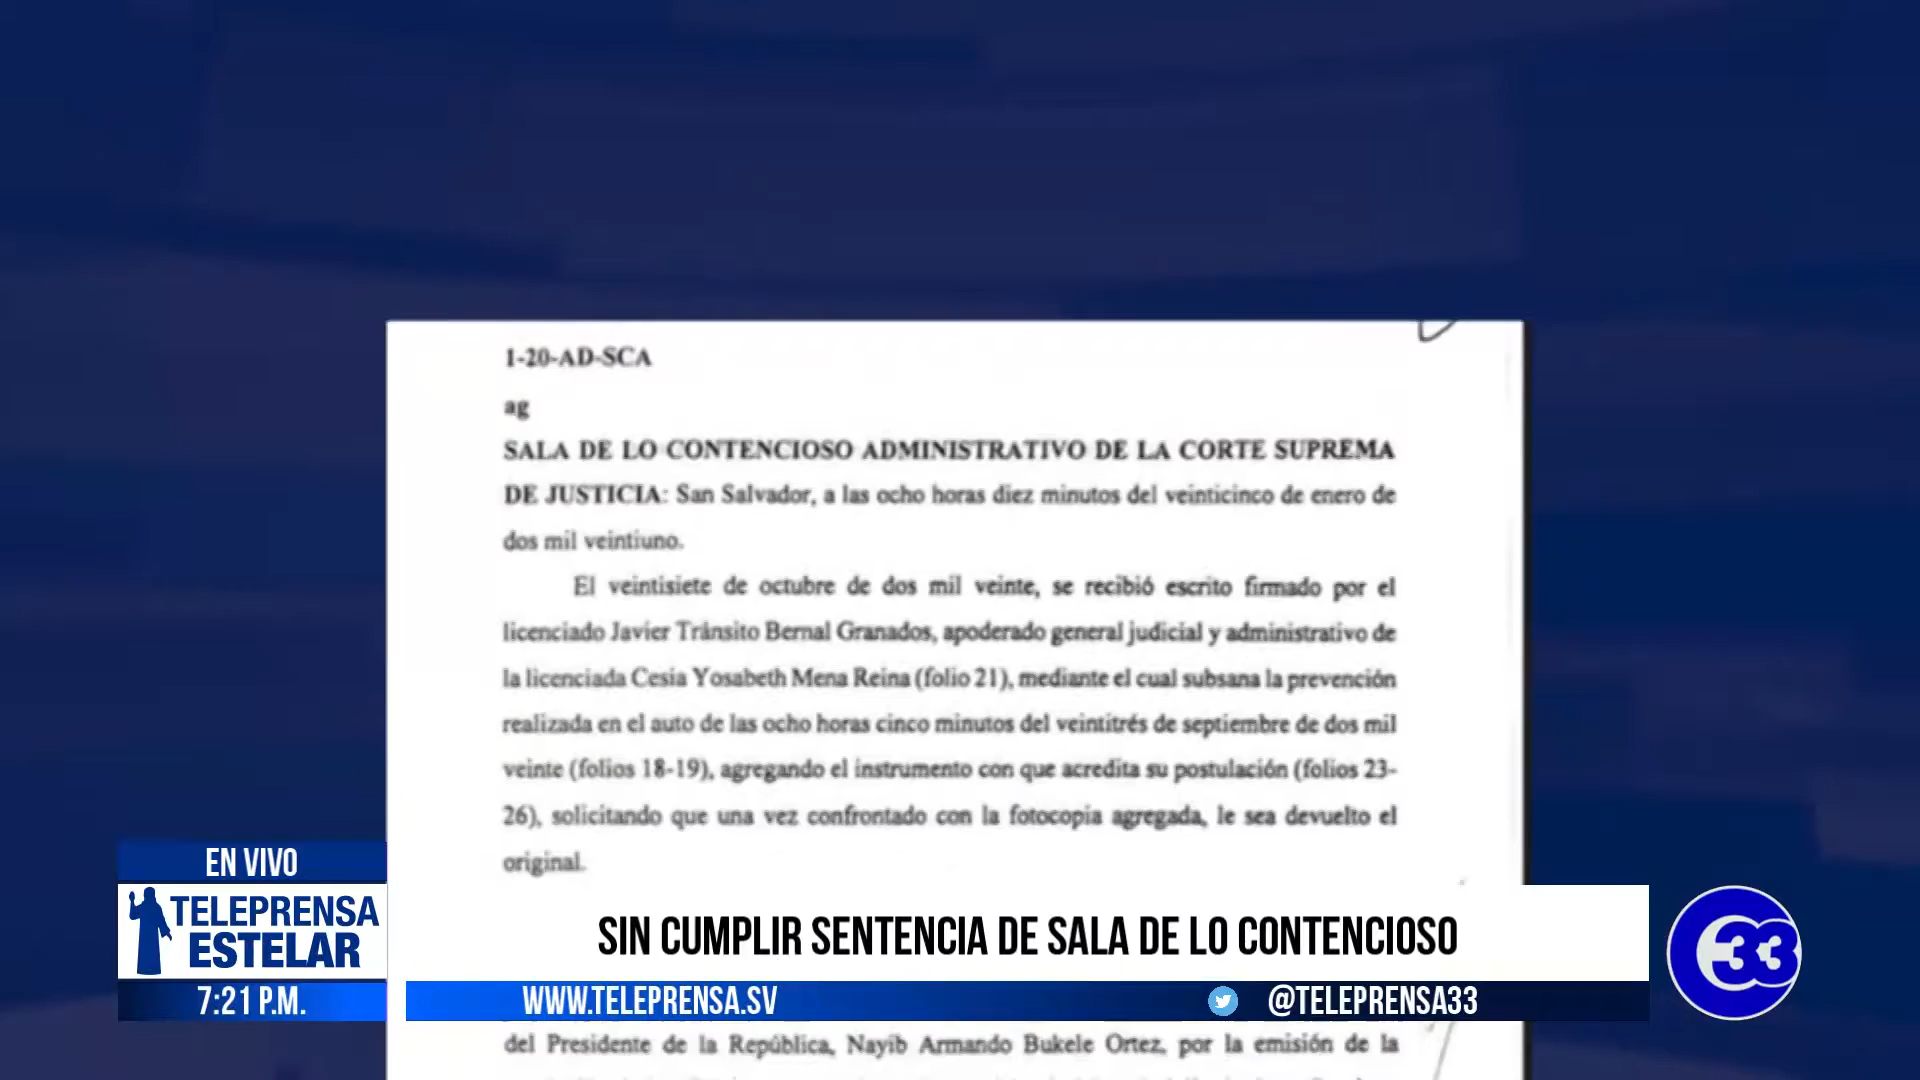 1-20-AD-SCA
ag
SALA DE LO CONTENCIOSO ADMINISTRATIVO DE LA CORTE SUPREMA
DE JUSTICIA: San Salvador, a las ocho horas diez minutos del veinticinco de enero de
dos mil veintiuno.
El veintisiete de octubre de dos mil veinte, se recibió escrito firmado por el
licenciado Javier Tránsito Bernal Granados, apoderado general judicial y administrativo de
la licenciada Cesia Yosabeth Mena Reina (folio 21), mediante el cual subsana la prevención
realizada en el auto de las ocho horas cinco minutos del veintitrés de septiembre de dos mil
veinte (folios 18-19), agregando el instrumento con que acredita su postulación (folios 23-
26), solicitando que una vez confrontado con la fotocopia agregada, le sea devuelto el
original.
EN VIVO
TELEPRENSA
ESTELAR
7:21 P.M.
SIN CUMPLIR SENTENCIA DE SALA DE LO CONTENCIOSO
WWW.TELEPRENSA.SV
@TELEPRENSA33
33
del Presidente de la República, Nayib Armando Bukele Ortez, por la emisión de la